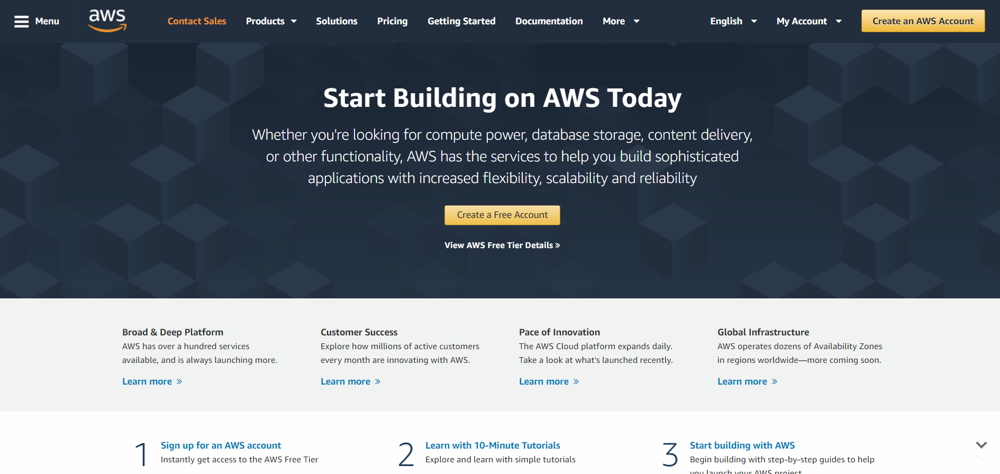 Menu
aws
Contact Sales
Products
Solutions
Pricing
Getting Started
Documentation
More
English
My Account
Create an AWS Account
Start Building on AWS Today
Whether you're looking for compute power, database storage, content delivery,
or other functionality, AWS has the services to help you build sophisticated
applications with increased flexibility, scalability and reliability
Create a Free Account
View AWS Free Tier Details »
Broad & Deep Platform
AWS has over a hundred services
available, and is always launching more.
Learn more »
Customer Success
Explore how millions of active customers
every month are innovating with AWS.
Learn more »
Pace of Innovation
The AWS Cloud platform expands daily.
Take a look at what's launched recently.
Learn more »
Global Infrastructure
AWS operates dozens of Availability Zones
in regions worldwide—more coming soon.
Learn more »
1
Sign up for an AWS account
Instantly get access to the AWS Free Tier
2
Learn with 10-Minute Tutorials
Explore and learn with simple tutorials
3
Start building with AWS
Begin building with step-by-step guides to help
you launch your AWS project